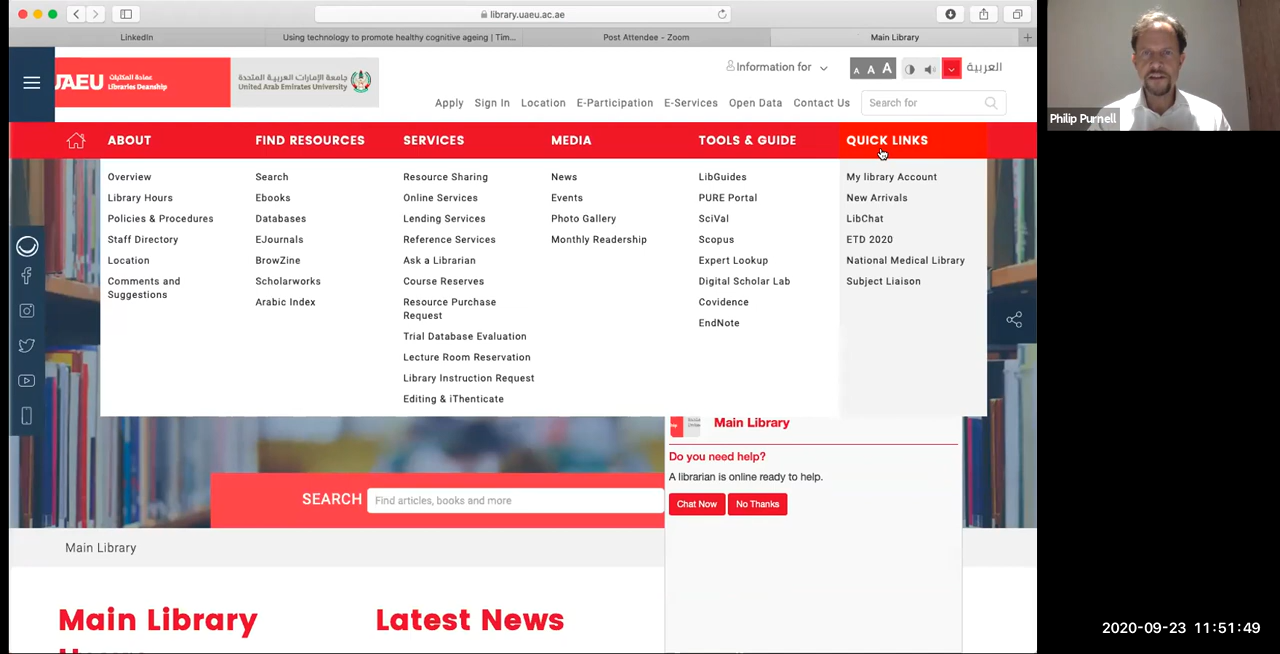 library.uaeu.ac.ae
LinkedIn
Using technology to promote healthy cognitive ageing | Tim...
Post Attendee - Zoom
Main Library
UAEU
عمادة المكتبات
Libraries Deanship
جامعة الإمارات العربية المتحدة
United Arab Emirates University
Information for
A A A
العربية
Apply
Sign In
Location
E-Participation
E-Services
Open Data
Contact Us
Search for
ABOUT
Overview
Library Hours
Policies & Procedures
Staff Directory
Location
Comments and
Suggestions
FIND RESOURCES
Search
Ebooks
Databases
EJournals
BrowZine
Scholarworks
Arabic Index
SERVICES
Resource Sharing
Online Services
Lending Services
Reference Services
Ask a Librarian
Course Reserves
Resource Purchase
Request
Trial Database Evaluation
Lecture Room Reservation
Library Instruction Request
Editing & iThenticate
MEDIA
News
Events
Photo Gallery
Monthly Readership
TOOLS & GUIDE
LibGuides
PURE Portal
SciVal
Scopus
Expert Lookup
Digital Scholar Lab
Covidence
EndNote
QUICK LINKS
My library Account
New Arrivals
LibChat
ETD 2020
National Medical Library
Subject Liaison
Main Library
Do you need help?
A librarian is online ready to help.
Chat Now
No Thanks
SEARCH
Find articles, books and more
Main Library
Main Library
Latest News
Philip Purnell
2020-09-23 11:51:49